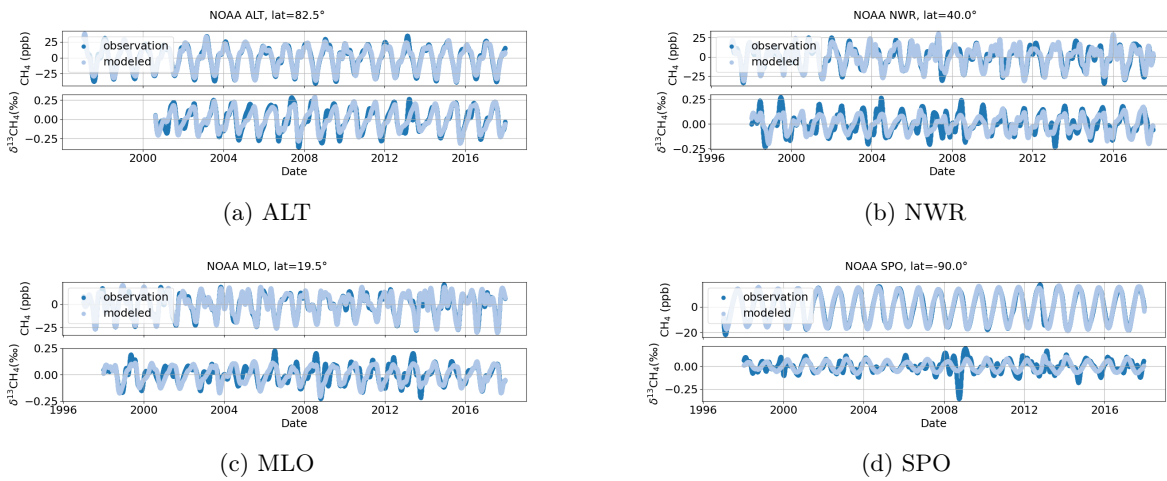 NOAA ALT, lat=82.5°
CH₄ (ppb)
25
0
−25
observation
modeled
δ¹³CH₄(‰)
0.25
0.00
−0.25
2000 2004 2008 2012 2016
Date
(a) ALT
NOAA NWR, lat=40.0°
CH₄ (ppb)
25
0
−25
observation
modeled
δ¹³CH₄(‰)
0.25
0.00
−0.25
1996 2000 2004 2008 2012 2016
Date
(b) NWR
NOAA MLO, lat=19.5°
CH₄ (ppb)
0
−25
observation
modeled
δ¹³CH₄(‰)
0.25
0.00
−0.25
1996 2000 2004 2008 2012 2016
Date
(c) MLO
NOAA SPO, lat=-90.0°
CH₄ (ppb)
0
−20
observation
modeled
δ¹³CH₄(‰)
0.00
−0.25
1996 2000 2004 2008 2012 2016
Date
(d) SPO